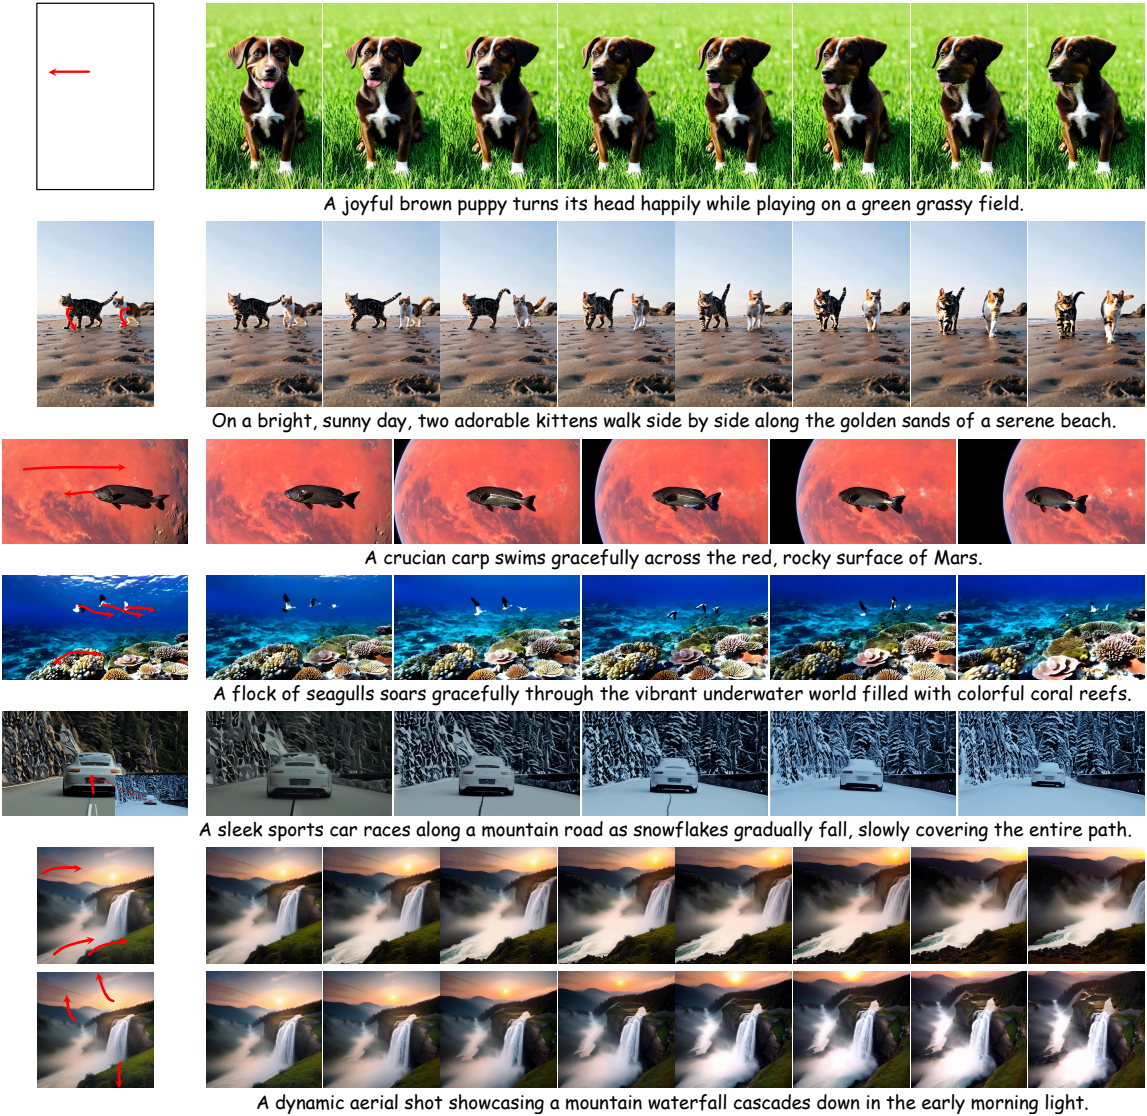 A joyful brown puppy turns its head happily while playing on a green grassy field.
On a bright, sunny day, two adorable kittens walk side by side along the golden sands of a serene beach.
A crucian carp swims gracefully across the red, rocky surface of Mars.
A flock of seagulls soars gracefully through the vibrant underwater world filled with colorful coral reefs.
A sleek sports car races along a mountain road as snowflakes gradually fall, slowly covering the entire path.
A dynamic aerial shot showcasing a mountain waterfall cascades down in the early morning light.